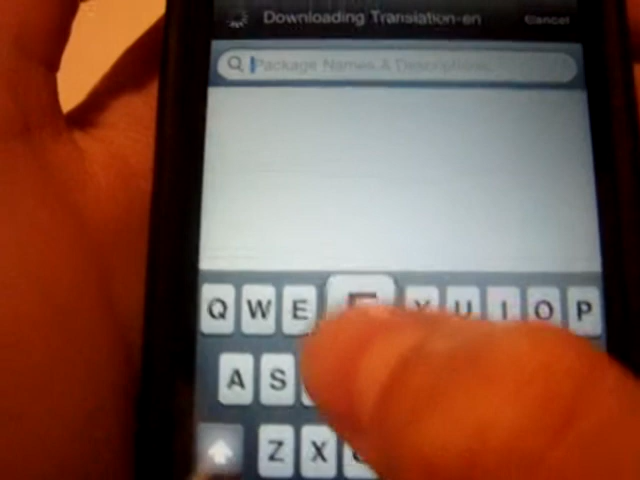 Downloading Translation-en Cancel
Package Names & Descriptions
Q W E Y U I O P
A S
Z X